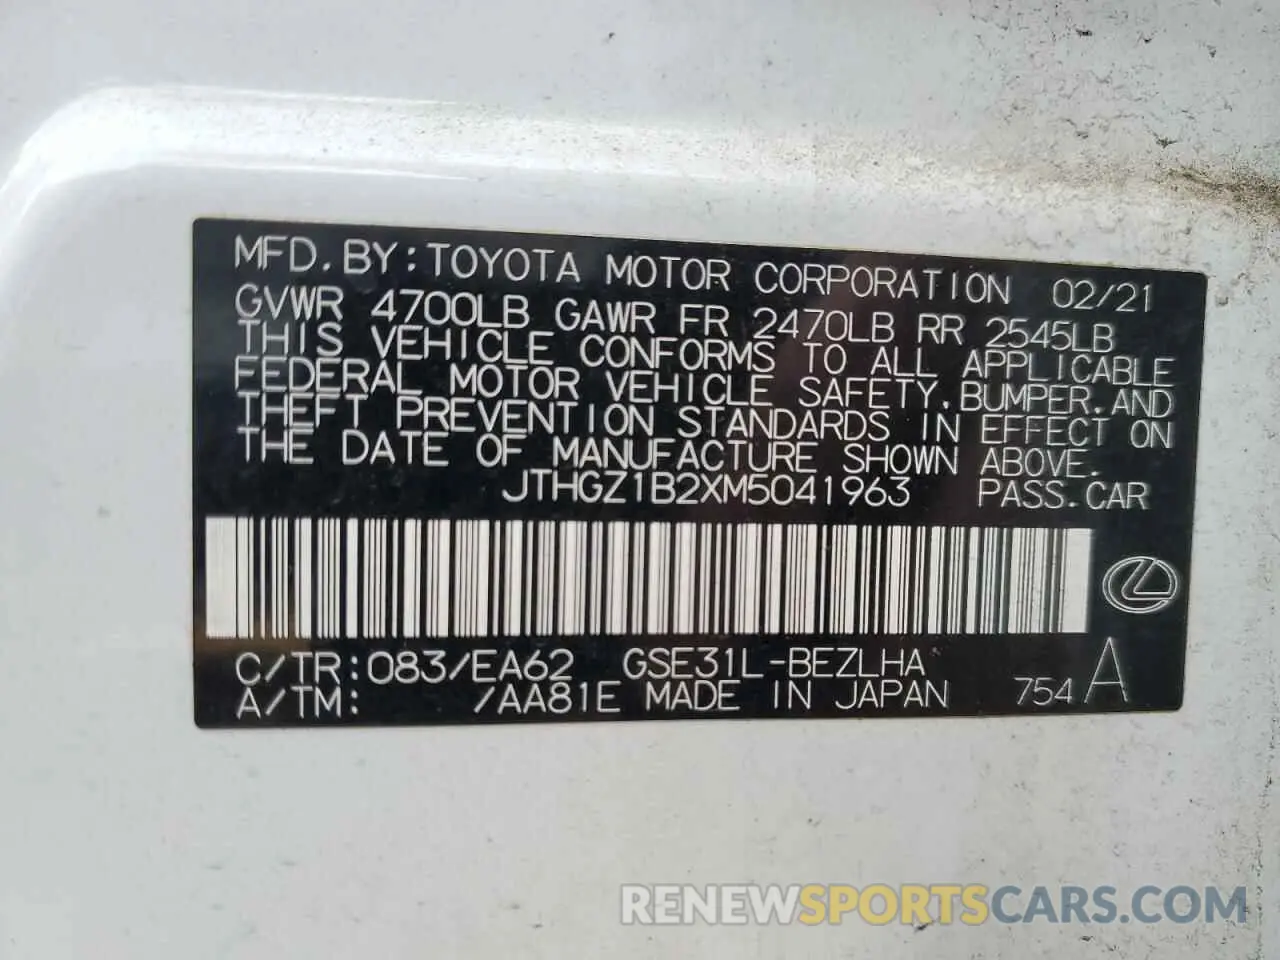 MFD.BY:TOYOTA MOTOR CORPORATION 02/21
GVWR 4700LB GAWR FR 2470LB RR 2545LB
THIS VEHICLE CONFORMS TO ALL APPLICABLE
FEDERAL MOTOR VEHICLE SAFETY,BUMPER,AND
THEFT PREVENTION STANDARDS IN EFFECT ON
THE DATE OF MANUFACTURE SHOWN ABOVE.
JTHGZ1B2XM5041963 PASS.CAR
C/TR:083/EA62 GSE31L-BEZLHA
A/TM: /AA81E MADE IN JAPAN 754 A
RENEWSPORTSCARS.COM